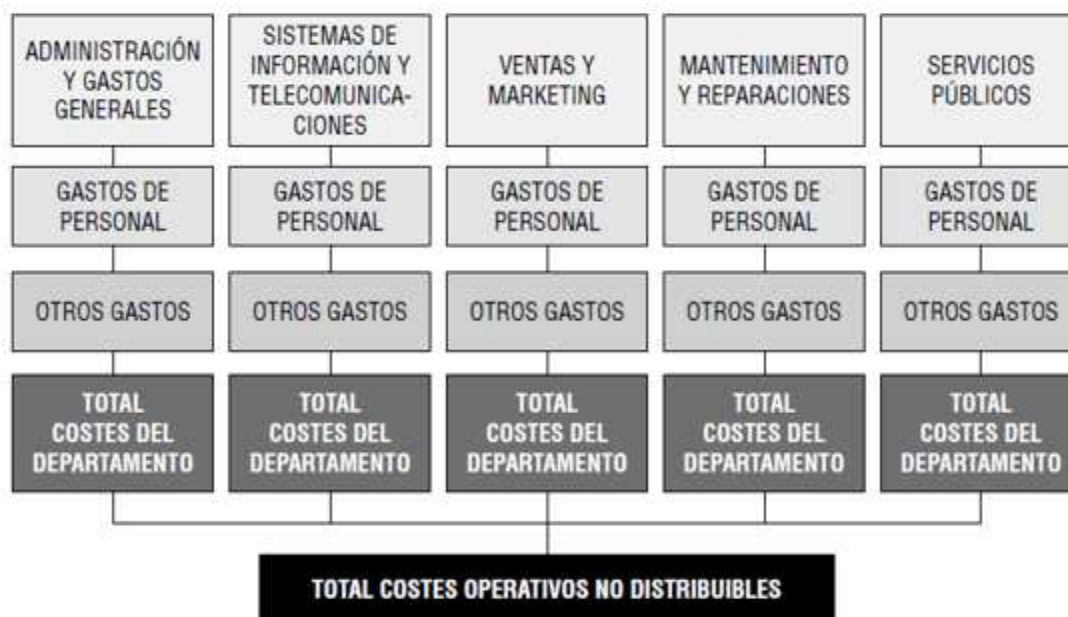 ADMINISTRACIÓN
Y GASTOS
GENERALES
SISTEMAS DE
INFORMACIÓN Y
TELECOMUNICA-
CIONES
VENTAS Y
MARKETING
MANTENIMIENTO
Y REPARACIONES
SERVICIOS
PÚBLICOS
GASTOS DE
PERSONAL
GASTOS DE
PERSONAL
GASTOS DE
PERSONAL
GASTOS DE
PERSONAL
GASTOS DE
PERSONAL
OTROS GASTOS
OTROS GASTOS
OTROS GASTOS
OTROS GASTOS
OTROS GASTOS
TOTAL
COSTES DEL
DEPARTAMENTO
TOTAL
COSTES DEL
DEPARTAMENTO
TOTAL
COSTES DEL
DEPARTAMENTO
TOTAL
COSTES DEL
DEPARTAMENTO
TOTAL
COSTES DEL
DEPARTAMENTO
TOTAL COSTES OPERATIVOS NO DISTRIBUIBLES